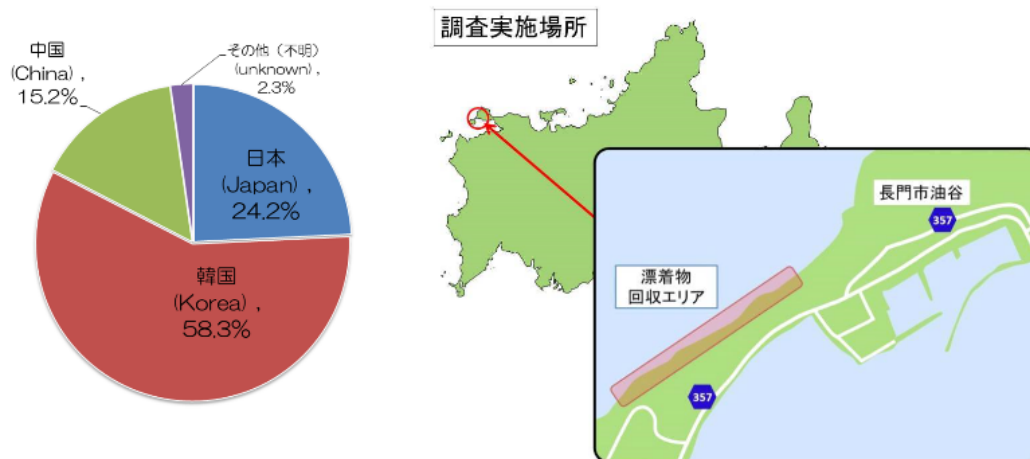 中国
(China) ,
15.2%
その他（不明）
(unknown) ,
2.3%
日本
(Japan) ,
24.2%
韓国
(Korea) ,
58.3%
調査実施場所
長門市油谷
357
漂着物
回収エリア
357